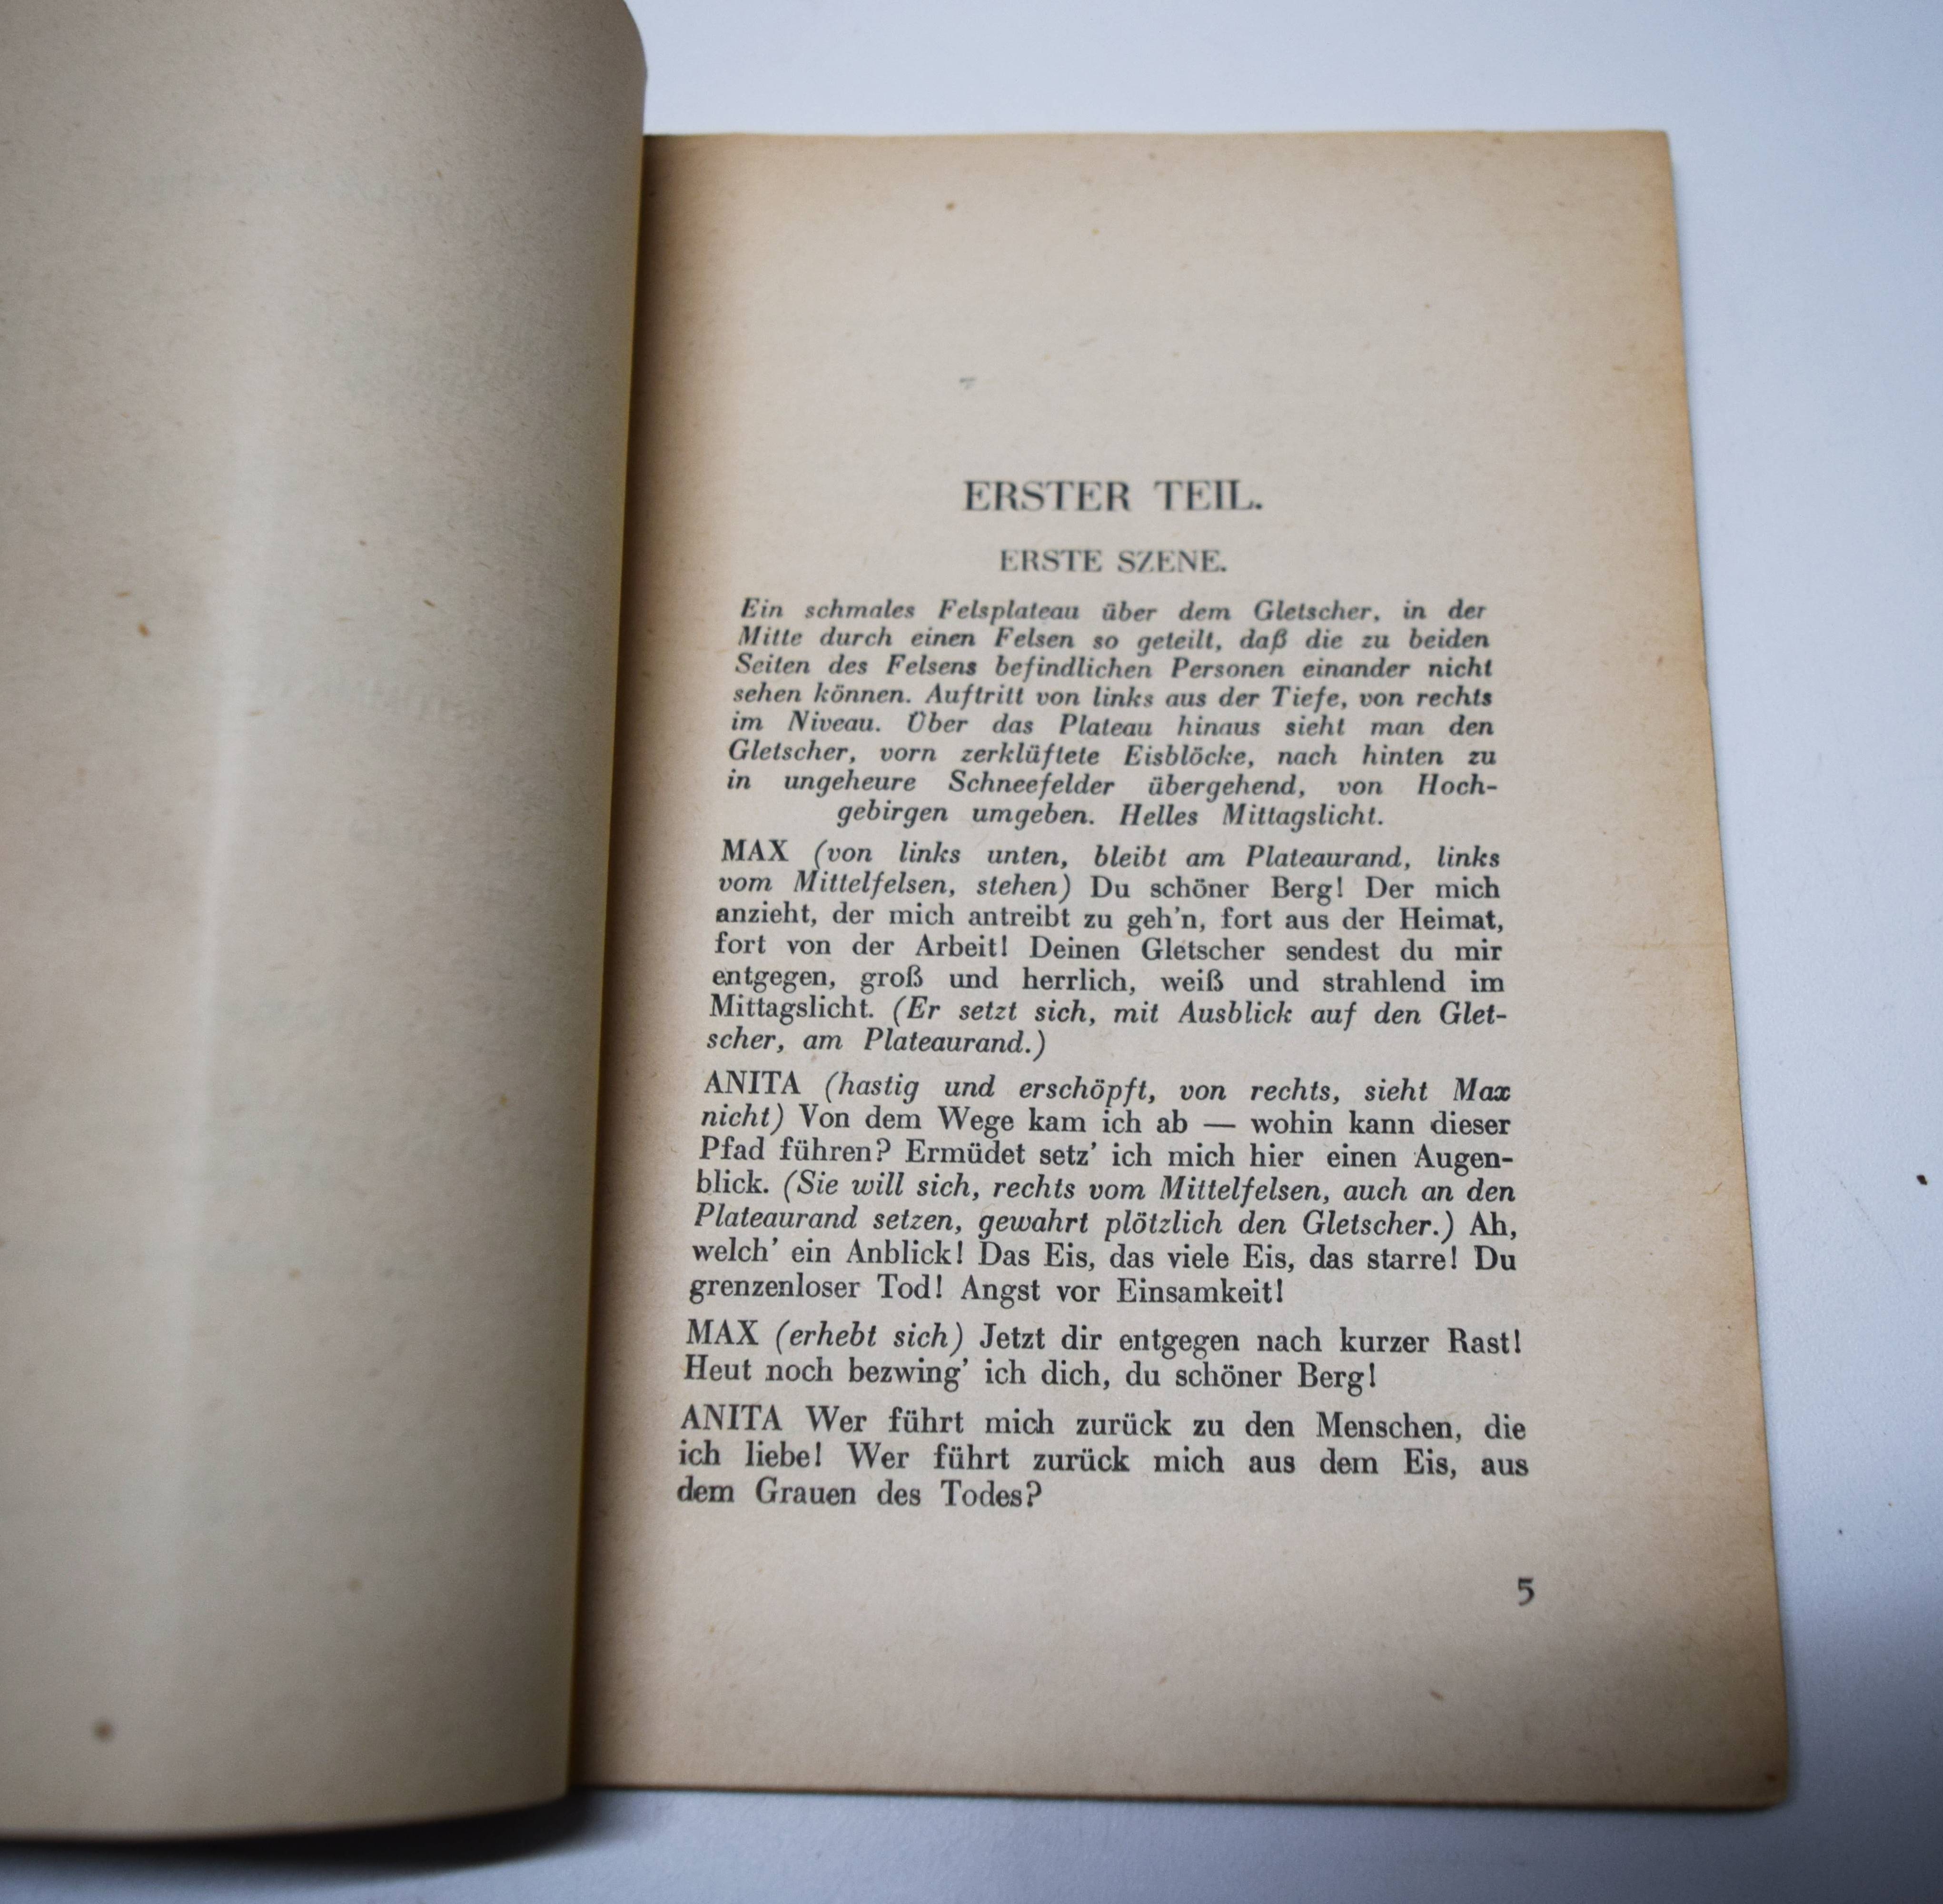 ERSTER TEIL.
ERSTE SZENE.
Ein schmales Felsplateau über dem Gletscher, in der
Mitte durch einen Felsen so geteilt, daß die zu beiden
Seiten des Felsens befindlichen Personen einander nicht
sehen können. Auftritt von links aus der Tiefe, von rechts
im Niveau. Über das Plateau hinaus sieht man den
Gletscher, vorn zerklüftete Eisblöcke, nach hinten zu
in ungeheure Schneefelder übergehend, von Hoch-
gebirgen umgeben. Helles Mittagslicht.
MAX (von links unten, bleibt am Plateaurand, links
vom Mittelfelsen, stehen) Du schöner Berg! Der mich
anzieht, der mich antreibt zu geh'n, fort aus der Heimat,
fort von der Arbeit! Deinen Gletscher sendest du mir
entgegen, groß und herrlich, weiß und strahlend im
Mittagslicht. (Er setzt sich, mit Ausblick auf den Glet-
scher, am Plateaurand.)
ANITA (hastig und erschöpft, von rechts, sieht Max
nicht) Von dem Wege kam ich ab — wohin kann dieser
Pfad führen? Ermüdet setz' ich mich hier einen Augen-
blick. (Sie will sich, rechts vom Mittelfelsen, auch an den
Plateaurand setzen, gewahrt plötzlich den Gletscher.) Ah,
welch' ein Anblick! Das Eis, das viele Eis, das starre! Du
grenzenloser Tod! Angst vor Einsamkeit!
MAX (erhebt sich) Jetzt dir entgegen nach kurzer Rast!
Heut noch bezwing' ich dich, du schöner Berg!
ANITA Wer führt mich zurück zu den Menschen, die
ich liebe! Wer führt zurück mich aus dem Eis, aus
dem Grauen des Todes?
5